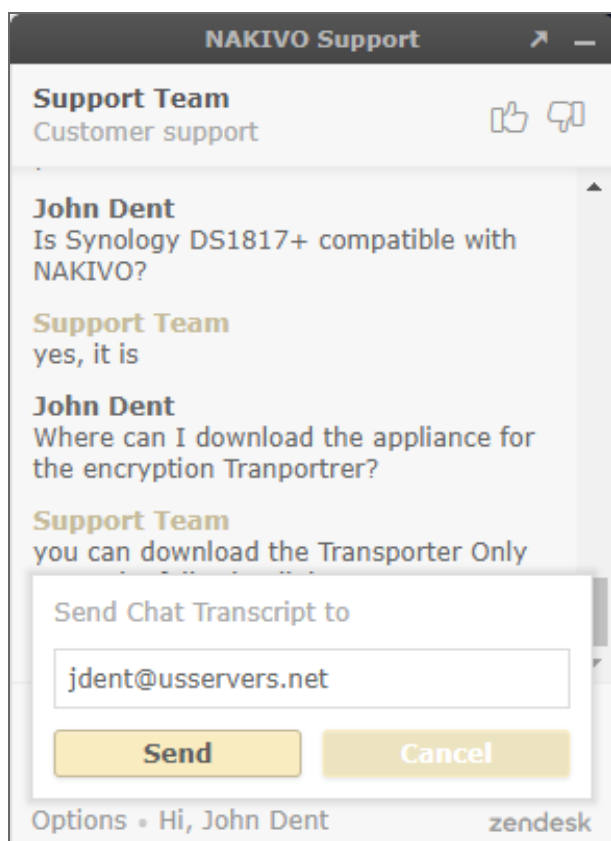 NAKIVO Support
Support Team
Customer support
John Dent
Is Synology DS1817+ compatible with
NAKIVO?
Support Team
yes, it is
John Dent
Where can I download the appliance for
the encryption Tranportrer?
Support Team
you can download the Transporter Only
Send Chat Transcript to
jdent@usservers.net
Send
Cancel
Options • Hi, John Dent
zendesk